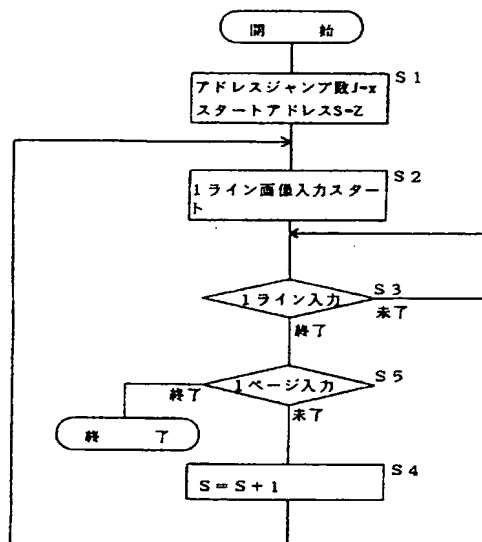 開始
S1
アドレスジャンプ数J=x
スタートアドレスS=Z
S2
1ライン画像入力スター
ト
S3
1ライン入力
未了
終了
S5
1ページ入力
終了
未了
終了
S4
S=S+1